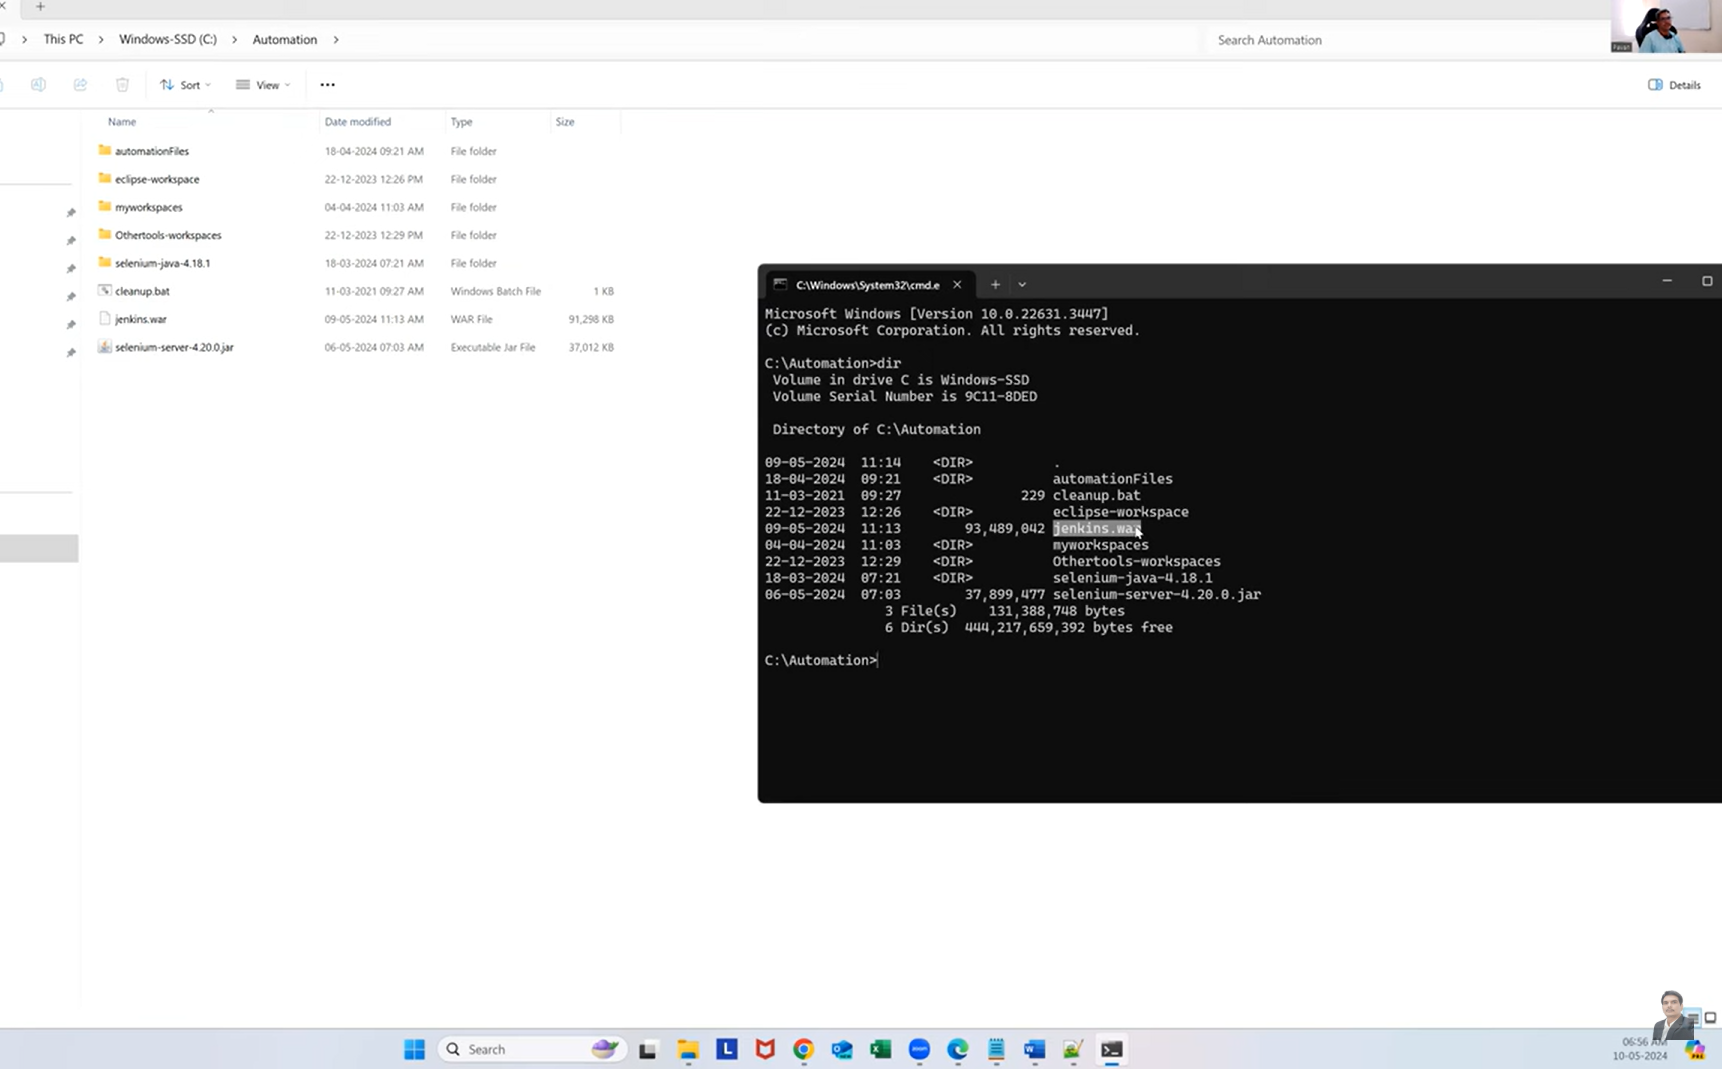 This PC > Windows-SSD (C:) > Automation >
Search Automation
Sort
View
Details
Name Date modified Type Size
automationFiles 18-04-2024 09:21 AM File folder
eclipse-workspace 22-12-2023 12:26 PM File folder
myworkspaces 04-04-2024 11:03 AM File folder
Othertools-workspaces 22-12-2023 12:29 PM File folder
selenium-java-4.18.1 18-03-2024 07:21 AM File folder
cleanup.bat 11-03-2021 09:27 AM Windows Batch File 1 KB
jenkins.war 09-05-2024 11:13 AM WAR File 91,298 KB
selenium-server-4.20.0.jar 06-05-2024 07:03 AM Executable Jar File 37,012 KB
C:\Windows\System32\cmd.e
Microsoft Windows [Version 10.0.22631.3447]
(c) Microsoft Corporation. All rights reserved.
C:\Automation>dir
Volume in drive C is Windows-SSD
Volume Serial Number is 9C11-8DED
Directory of C:\Automation
09-05-2024 11:14 <DIR> .
18-04-2024 09:21 <DIR> automationFiles
11-03-2021 09:27 229 cleanup.bat
22-12-2023 12:26 <DIR> eclipse-workspace
09-05-2024 11:13 93,489,042 jenkins.war
04-04-2024 11:03 <DIR> myworkspaces
22-12-2023 12:29 <DIR> Othertools-workspaces
18-03-2024 07:21 <DIR> selenium-java-4.18.1
06-05-2024 07:03 37,899,477 selenium-server-4.20.0.jar
3 File(s) 131,388,748 bytes
6 Dir(s) 444,217,659,392 bytes free
C:\Automation>
Search
L
06:56 AM
10-05-2024